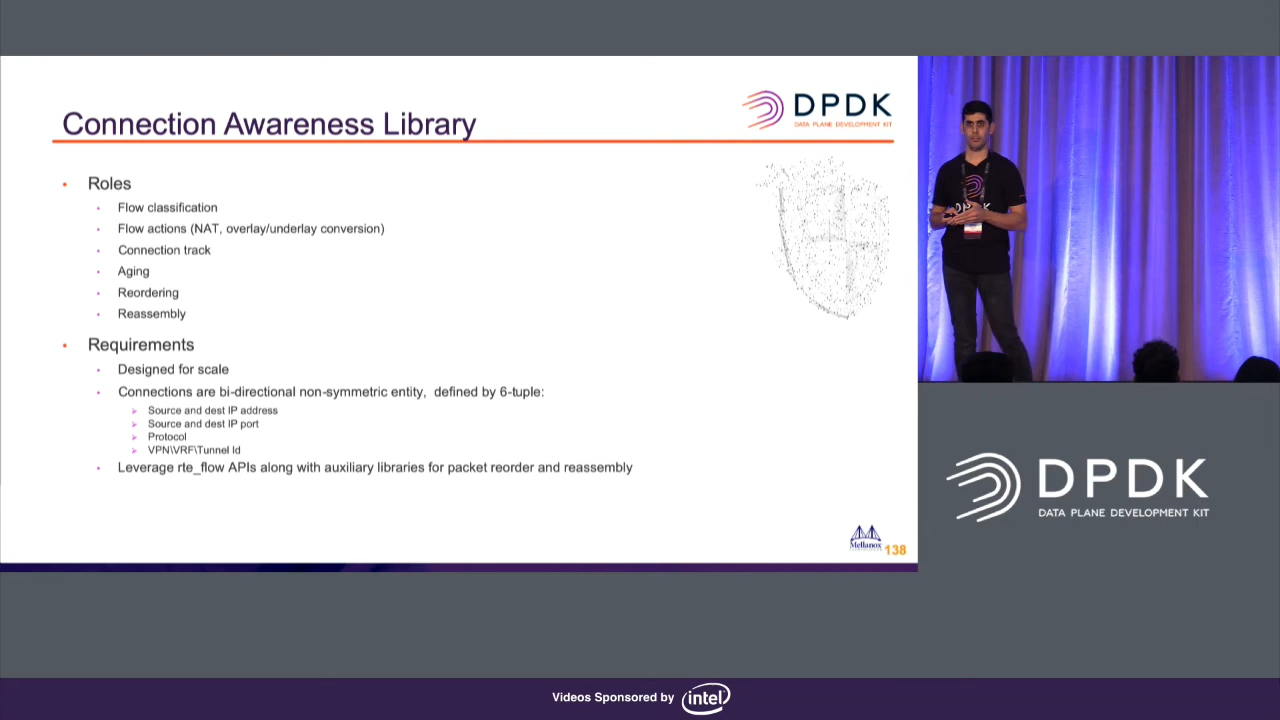 Connection Awareness Library
DPDK
DATA PLANE DEVELOPMENT KIT
• Roles
• Flow classification
• Flow actions (NAT, overlay/underlay conversion)
• Connection track
• Aging
• Reordering
• Reassembly
• Requirements
• Designed for scale
• Connections are bi-directional non-symmetric entity, defined by 6-tuple:
➢ Source and dest IP address
➢ Source and dest IP port
➢ Protocol
➢ VPN\VRF\Tunnel Id
• Leverage rte_flow APIs along with auxiliary libraries for packet reorder and reassembly
Mellanox
138
DPDK
DPDK
DATA PLANE DEVELOPMENT KIT
Videos Sponsored by intel